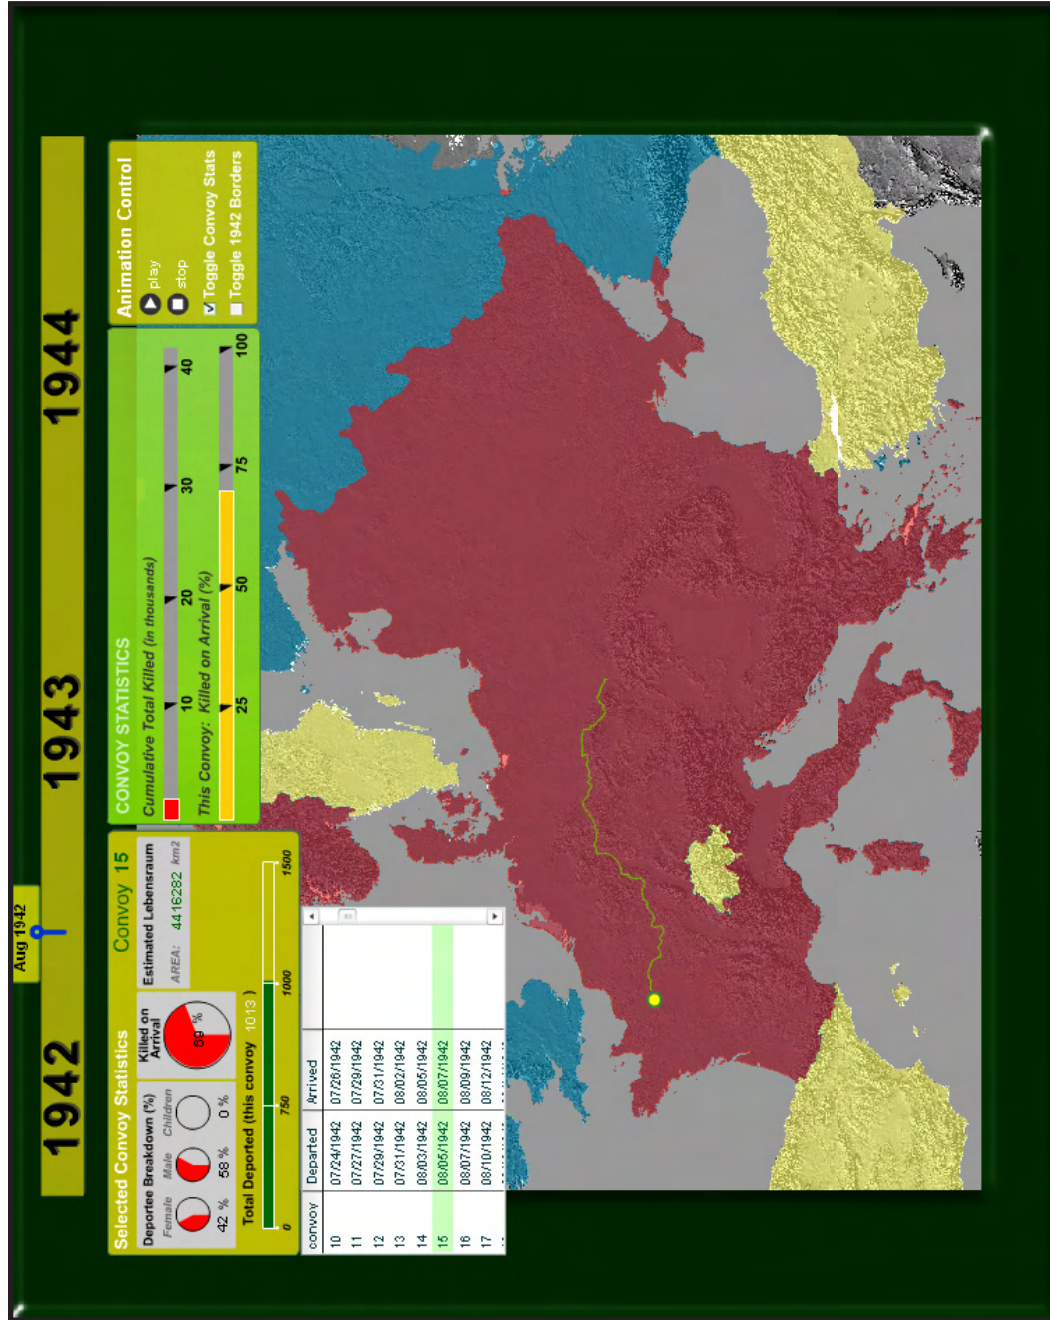 Aug 1942
1942
1943
1944
Selected Convoy Statistics
Convoy 15
Deportee Breakdown (%)
Female Male Children
42 % 58 % 0 %
Killed on
Arrival
69 %
Estimated Lebensraum
AREA: 4416282 km2
Total Deported (this convoy 1013 )
0 750 1000 1500
convoy Departed Arrived
10 07/24/1942 07/26/1942
11 07/27/1942 07/29/1942
12 07/29/1942 07/31/1942
13 07/31/1942 08/02/1942
14 08/03/1942 08/05/1942
15 08/05/1942 08/07/1942
16 08/07/1942 08/09/1942
17 08/10/1942 08/12/1942
CONVOY STATISTICS
Cumulative Total Killed (in thousands)
10 20 30 40
This Convoy: Killed on Arrival (%)
25 50 75 100
Animation Control
play
stop
Toggle Convoy Stats
Toggle 1942 Borders